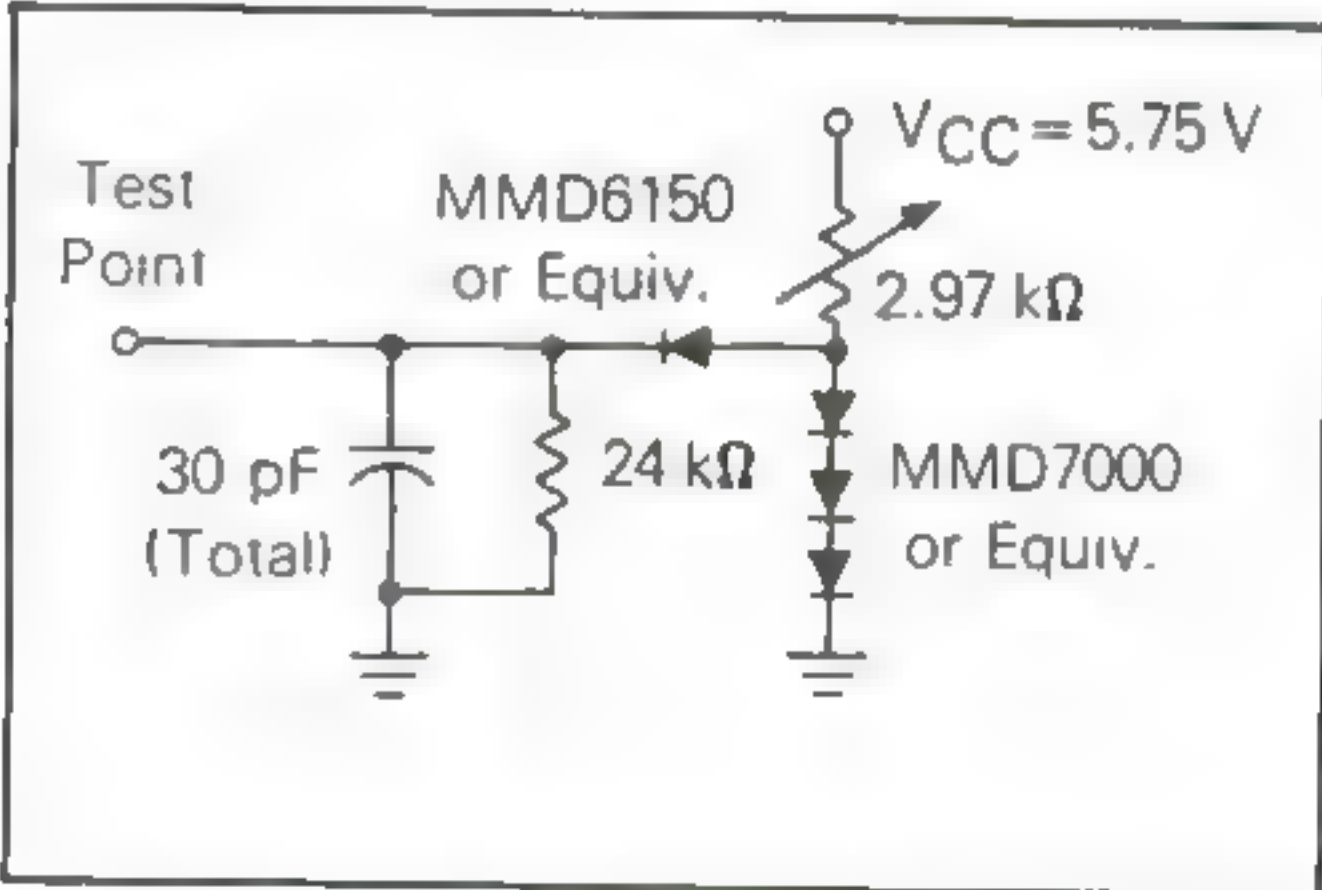 Test
Point
MMD6150
or Equiv.
VCC = 5.75 V
2.97 kΩ
30 pF
(Total)
24 kΩ
MMD7000
or Equiv.